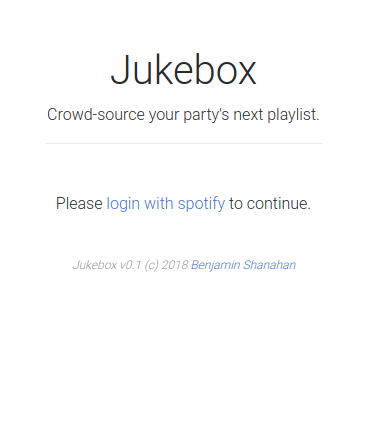 Jukebox
Crowd-source your party's next playlist.
Please login with spotify to continue.
Jukebox v0.1 (c) 2018 Benjamin Shanahan